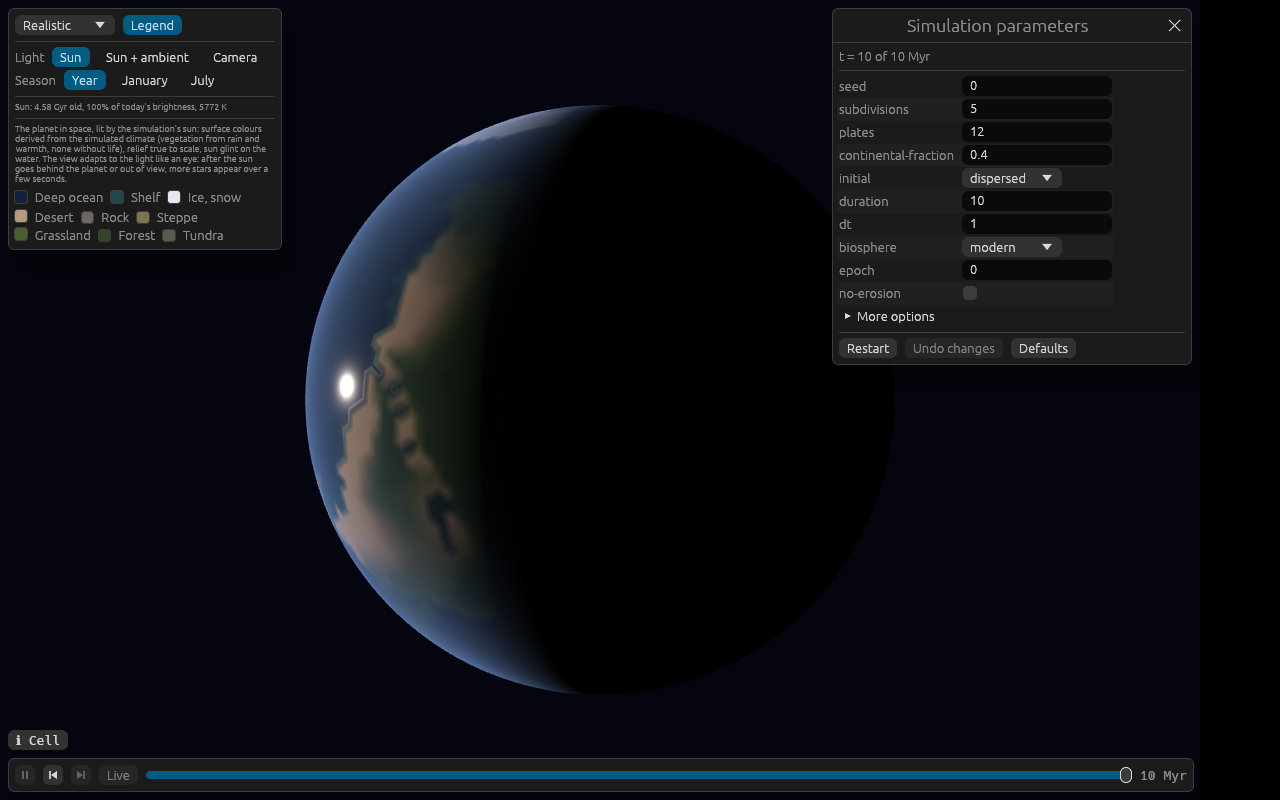 Realistic Legend
Light Sun Sun + ambient Camera
Season Year January July
Sun: 4.58 Gyr old, 100% of today's brightness, 5772 K
The planet in space, lit by the simulation's sun: surface colours
derived from the simulated climate (vegetation from rain and
warmth, none without life), relief true to scale, sun glint on the
water. The view adapts to the light like an eye: after the sun
goes behind the planet or out of view, more stars appear over a
few seconds.
Deep ocean Shelf Ice, snow
Desert Rock Steppe
Grassland Forest Tundra
Simulation parameters
t = 10 of 10 Myr
seed 0
subdivisions 5
plates 12
continental-fraction 0.4
initial dispersed
duration 10
dt 1
biosphere modern
epoch 0
no-erosion
More options
Restart Undo changes Defaults
i Cell
Live 10 Myr